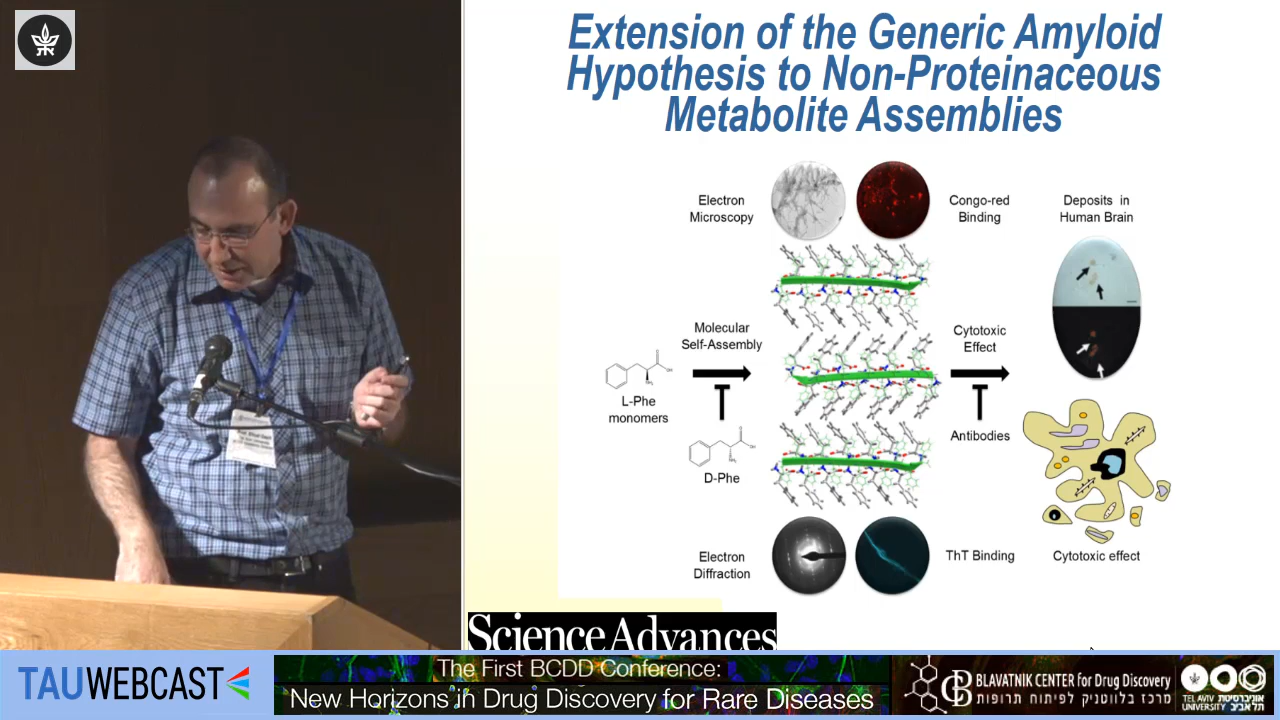 Extension of the Generic Amyloid
Hypothesis to Non-Proteinaceous
Metabolite Assemblies
Electron
Microscopy
Congo-red
Binding
Deposits in
Human Brain
Molecular
Self-Assembly
Cytotoxic
Effect
L-Phe
monomers
Antibodies
D-Phe
Electron
Diffraction
ThT Binding
Cytotoxic effect
ScienceAdvances
TAUWEBCAST
The First BCDD Conference:
New Horizons in Drug Discovery for Rare Diseases
BLAVATNIK CENTER for Drug Discovery
מרכז בלווטניק לפיתוח תרופות
TEL AVIV UNIVERSITY
אוניברסיטת תל אביב